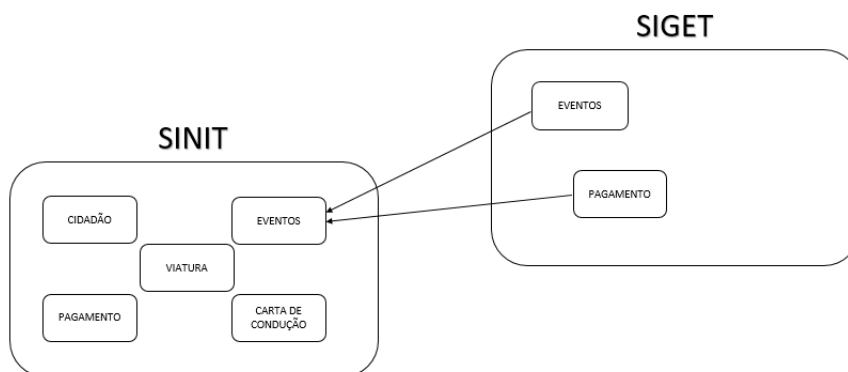 SIGET
EVENTOS
PAGAMENTO
SINIT
CIDADÃO
EVENTOS
VIATURA
PAGAMENTO
CARTA DE
CONDUÇÃO